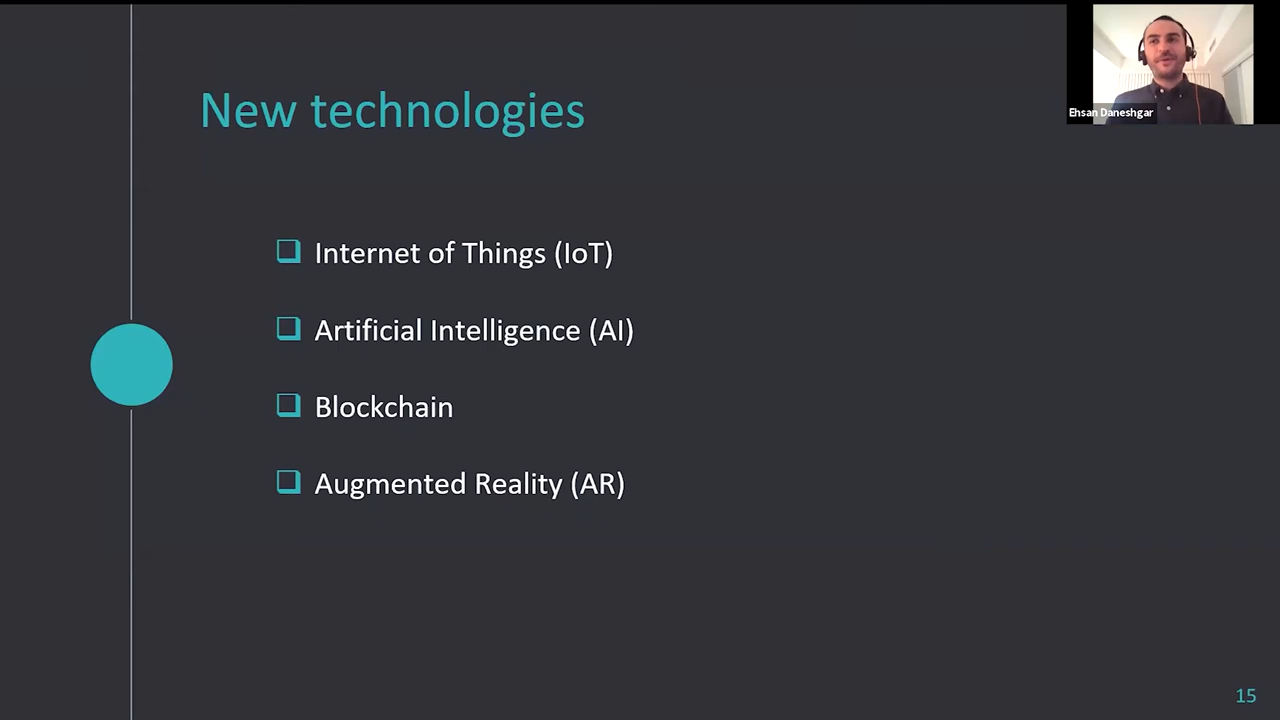 New technologies
Ehsan Daneshgar
Internet of Things (IoT)
Artificial Intelligence (AI)
Blockchain
Augmented Reality (AR)
15